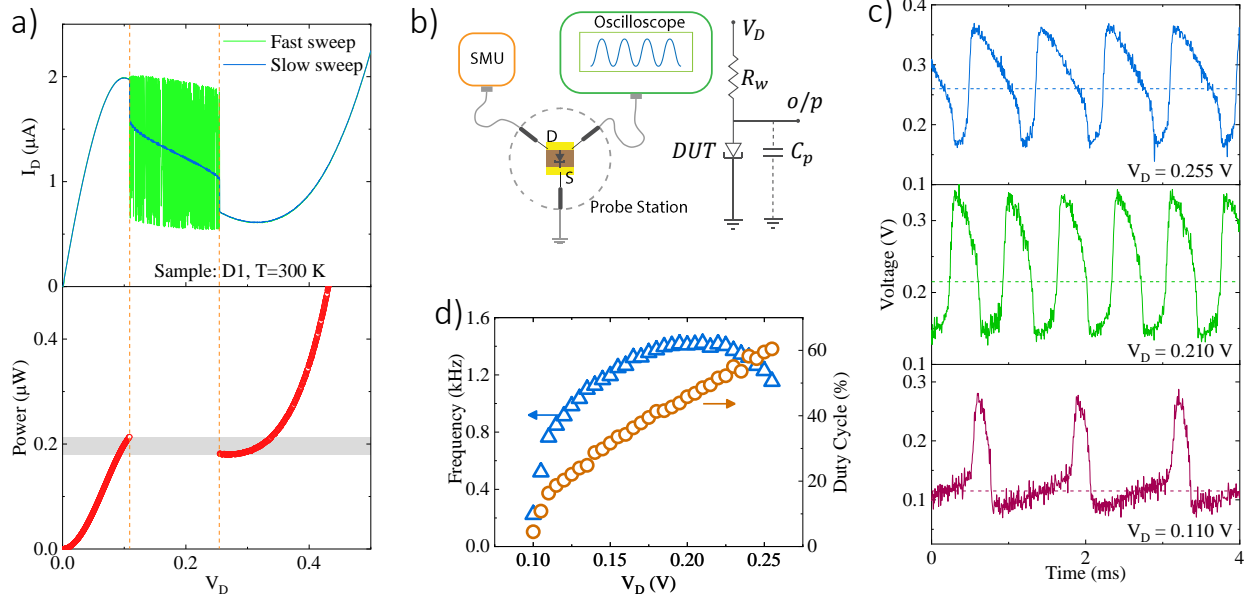 a)
Fast sweep
Slow sweep
I_D (µA)
2
1
0
Sample: D1, T=300 K
Power (µW)
0.4
0.2
0.0
0.0 0.2 0.4
V_D
b)
SMU
Oscilloscope
D
S
Probe Station
V_D
R_w
o/p
DUT
C_p
d)
Frequency (kHz)
1.6
1.2
0.8
0.4
0.0
Duty Cycle (%)
60
40
20
0
0.10 0.15 0.20 0.25
V_D (V)
c)
Voltage (V)
0.4
0.3
0.2
0.1
V_D = 0.255 V
0.3
0.2
0.1
V_D = 0.210 V
0.3
0.2
0.1
V_D = 0.110 V
0 1 2 3 4
Time (ms)